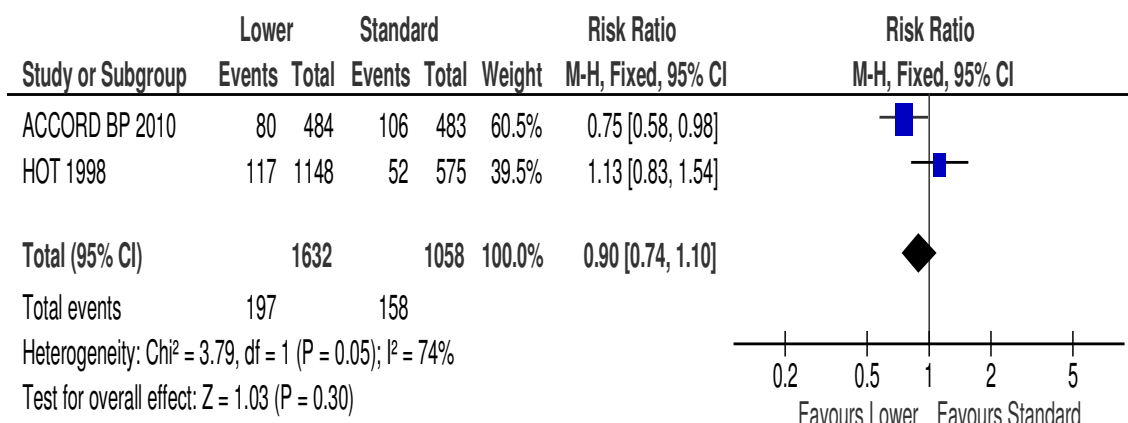 Lower Standard Risk Ratio Risk Ratio
Study or Subgroup Events Total Events Total Weight M-H, Fixed, 95% CI M-H, Fixed, 95% CI
ACCORD BP 2010 80 484 106 483 60.5% 0.75 [0.58, 0.98]
HOT 1998 117 1148 52 575 39.5% 1.13 [0.83, 1.54]
Total (95% CI) 1632 1058 100.0% 0.90 [0.74, 1.10]
Total events 197 158
Heterogeneity: Chi² = 3.79, df = 1 (P = 0.05); I² = 74%
Test for overall effect: Z = 1.03 (P = 0.30)
0.2 0.5 1 2 5
Favours Lower Favours Standard